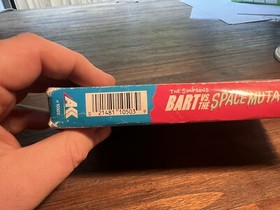 AK
THE SIMPSONS
BART VS. THE SPACE MUTA
0 21481 10503